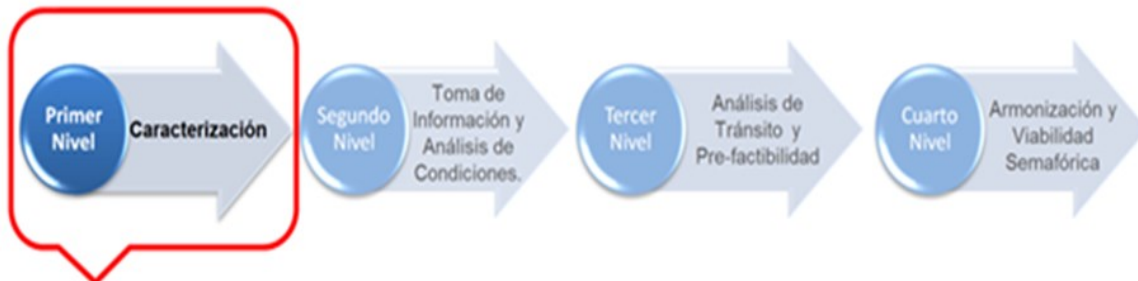 Primer
Nivel
Caracterización
Segundo
Nivel
Toma de
Información y
Análisis de
Condiciones.
Tercer
Nivel
Análisis de
Tránsito y
Pre-factibilidad
Cuarto
Nivel
Armonización y
Viabilidad
Semafórica